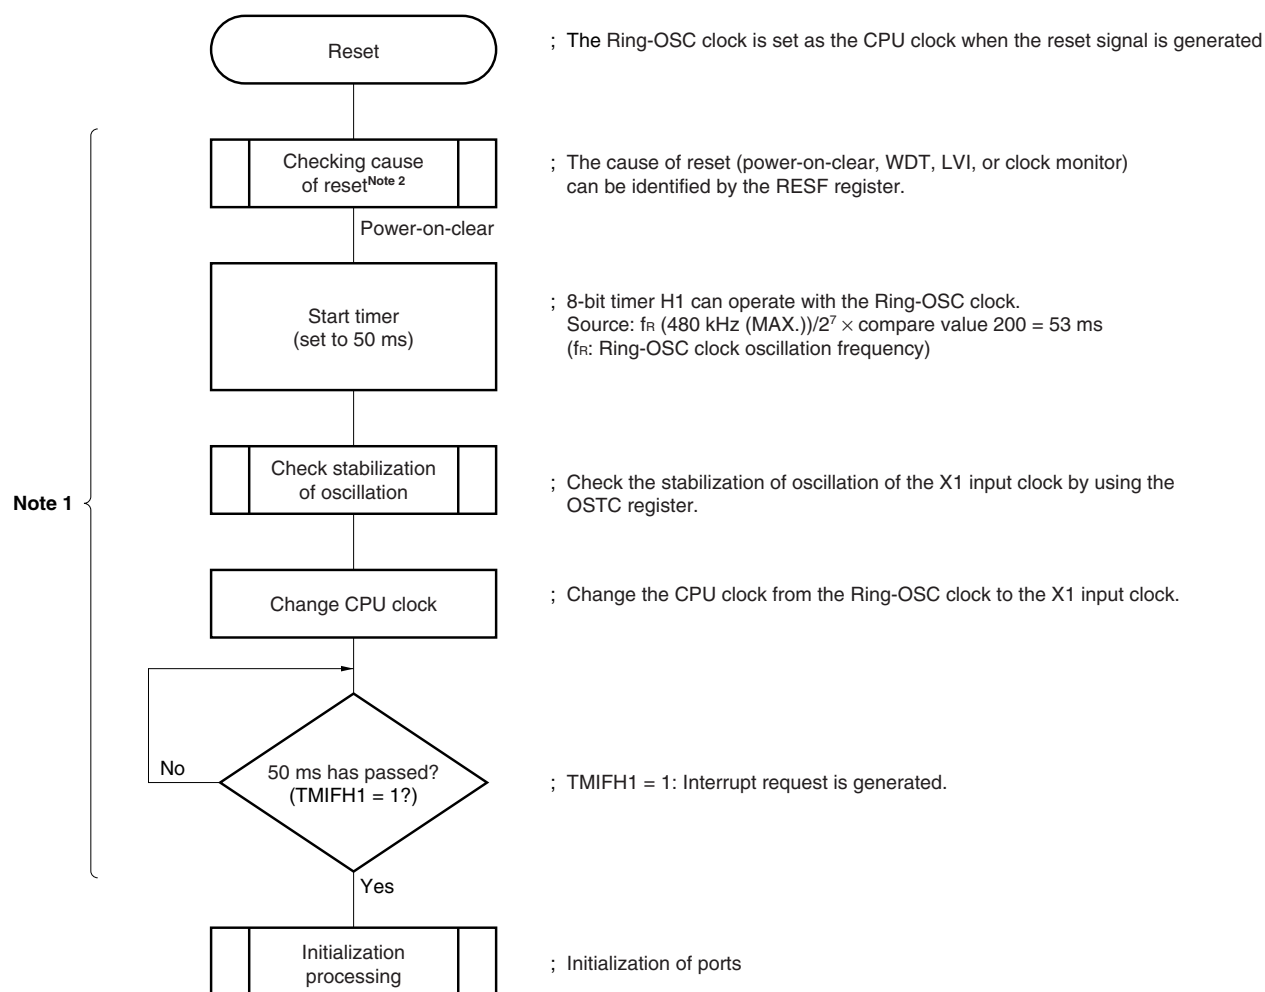 Reset
; The Ring-OSC clock is set as the CPU clock when the reset signal is generated
Checking cause
of resetNote 2
; The cause of reset (power-on-clear, WDT, LVI, or clock monitor)
can be identified by the RESF register.
Power-on-clear
Start timer
(set to 50 ms)
; 8-bit timer H1 can operate with the Ring-OSC clock.
Source: fR (480 kHz (MAX.))/2⁷ × compare value 200 = 53 ms
(fR: Ring-OSC clock oscillation frequency)
Note 1
Check stabilization
of oscillation
; Check the stabilization of oscillation of the X1 input clock by using the
OSTC register.
Change CPU clock
; Change the CPU clock from the Ring-OSC clock to the X1 input clock.
No
50 ms has passed?
(TMIFH1 = 1?)
; TMIFH1 = 1: Interrupt request is generated.
Yes
Initialization
processing
; Initialization of ports